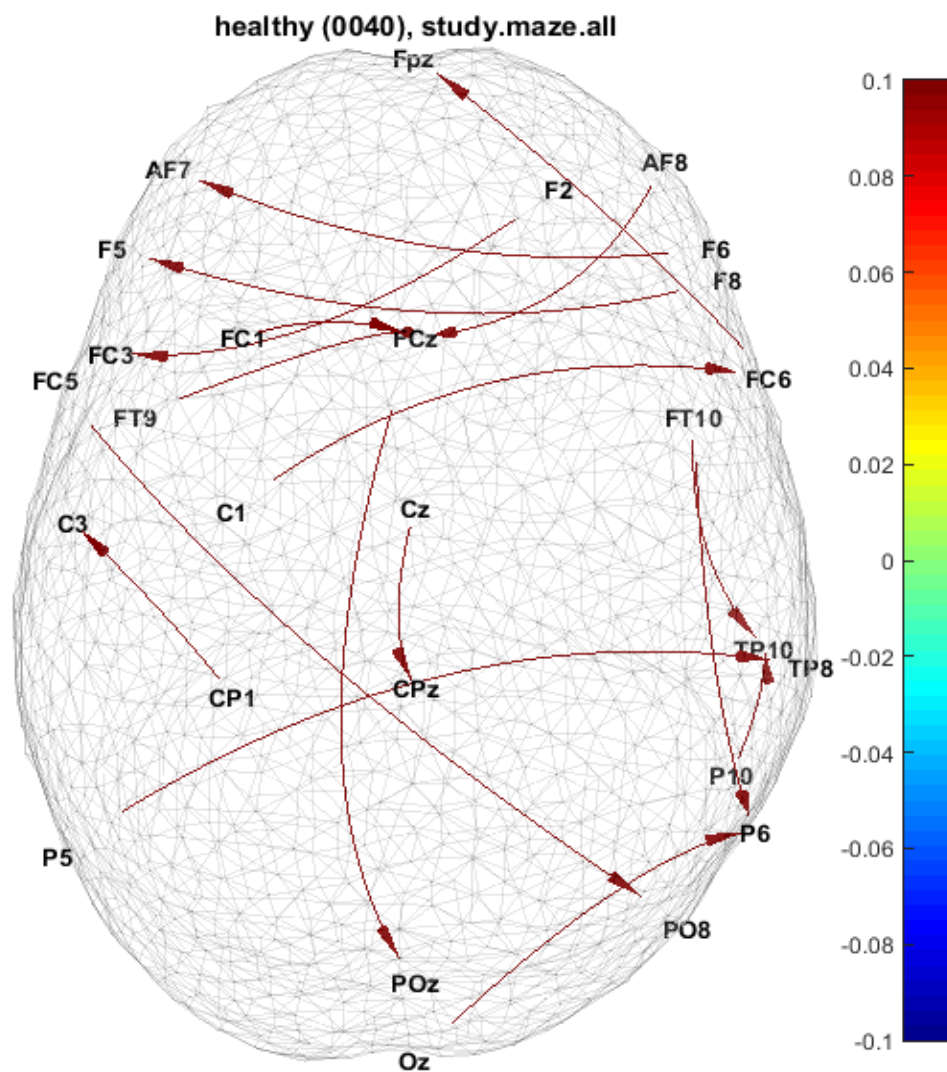 healthy (0040), study.maze.all
Fpz
AF7
AF8
F2
F5
F6
F8
FC1
FCz
FC3
FC5
FC6
FT9
FT10
C1
Cz
C3
TP10
TP8
CPz
CP1
P10
P6
P5
PO8
POz
Oz
0.1
0.08
0.06
0.04
0.02
0
-0.02
-0.04
-0.06
-0.08
-0.1